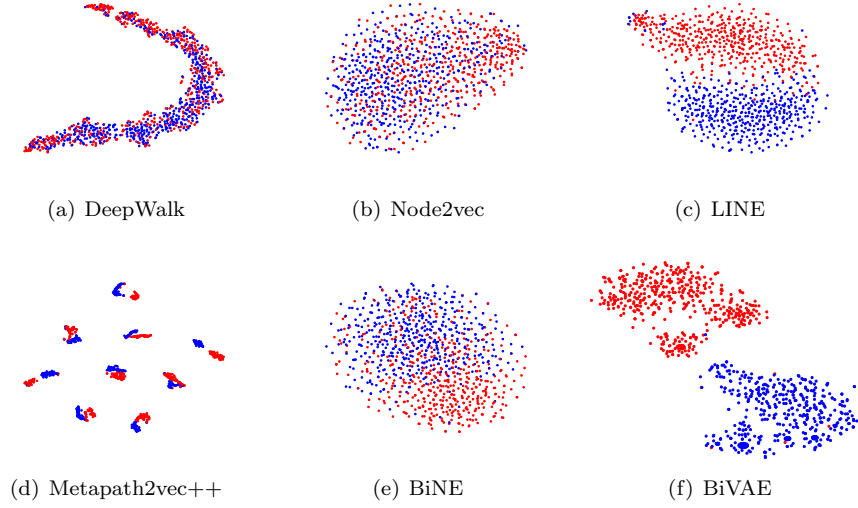 (a) DeepWalk
(b) Node2vec
(c) LINE
(d) Metapath2vec++
(e) BiNE
(f) BiVAE